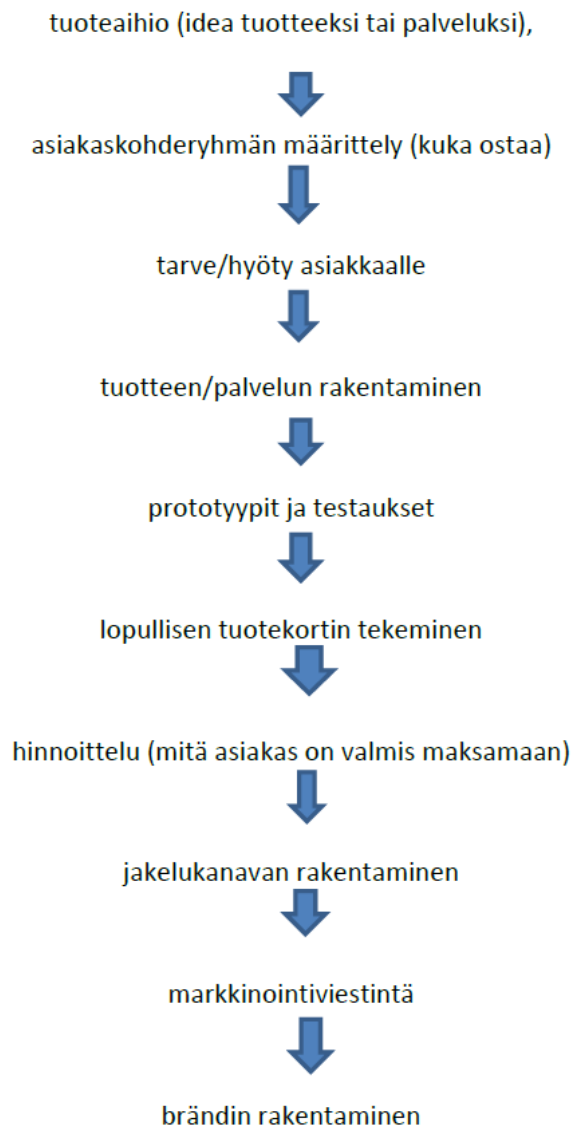 tuoteaihio (idea tuotteeksi tai palveluksi),
asiakaskohderyhmän määrittely (kuka ostaa)
tarve/hyöty asiakkaalle
tuotteen/palvelun rakentaminen
prototyypit ja testaukset
lopullisen tuotekortin tekeminen
hinnoittelu (mitä asiakas on valmis maksamaan)
jakelukanavan rakentaminen
markkinointiviestintä
brändin rakentaminen